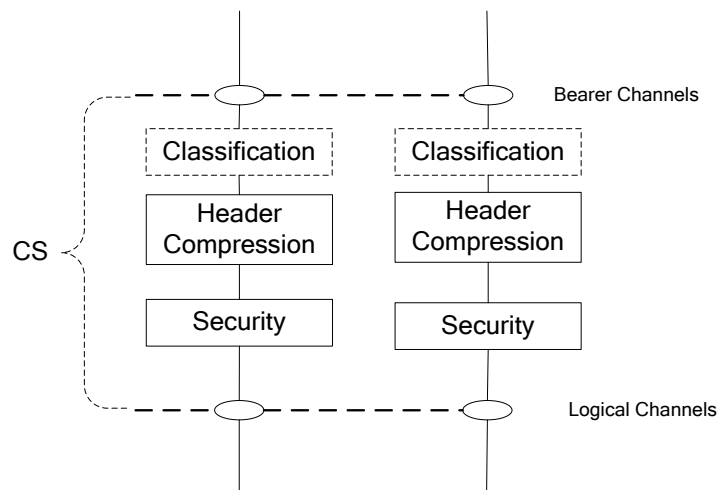 Bearer Channels
Classification
Classification
Header
Compression
Header
Compression
CS
Security
Security
Logical Channels